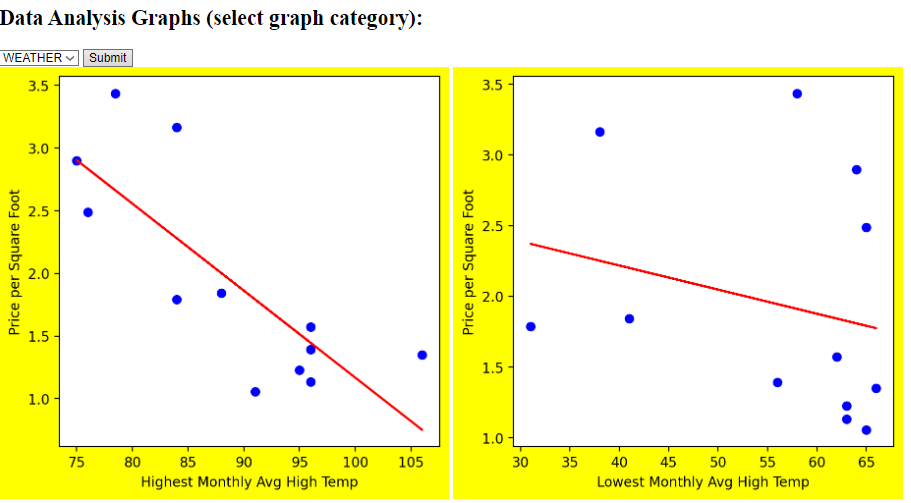 Data Analysis Graphs (select graph category):
WEATHER Submit
3.5
3.0
2.5
2.0
1.5
1.0
Price per Square Foot
75 80 85 90 95 100 105
Highest Monthly Avg High Temp
3.5
3.0
2.5
2.0
1.5
1.0
Price per Square Foot
30 35 40 45 50 55 60 65
Lowest Monthly Avg High Temp